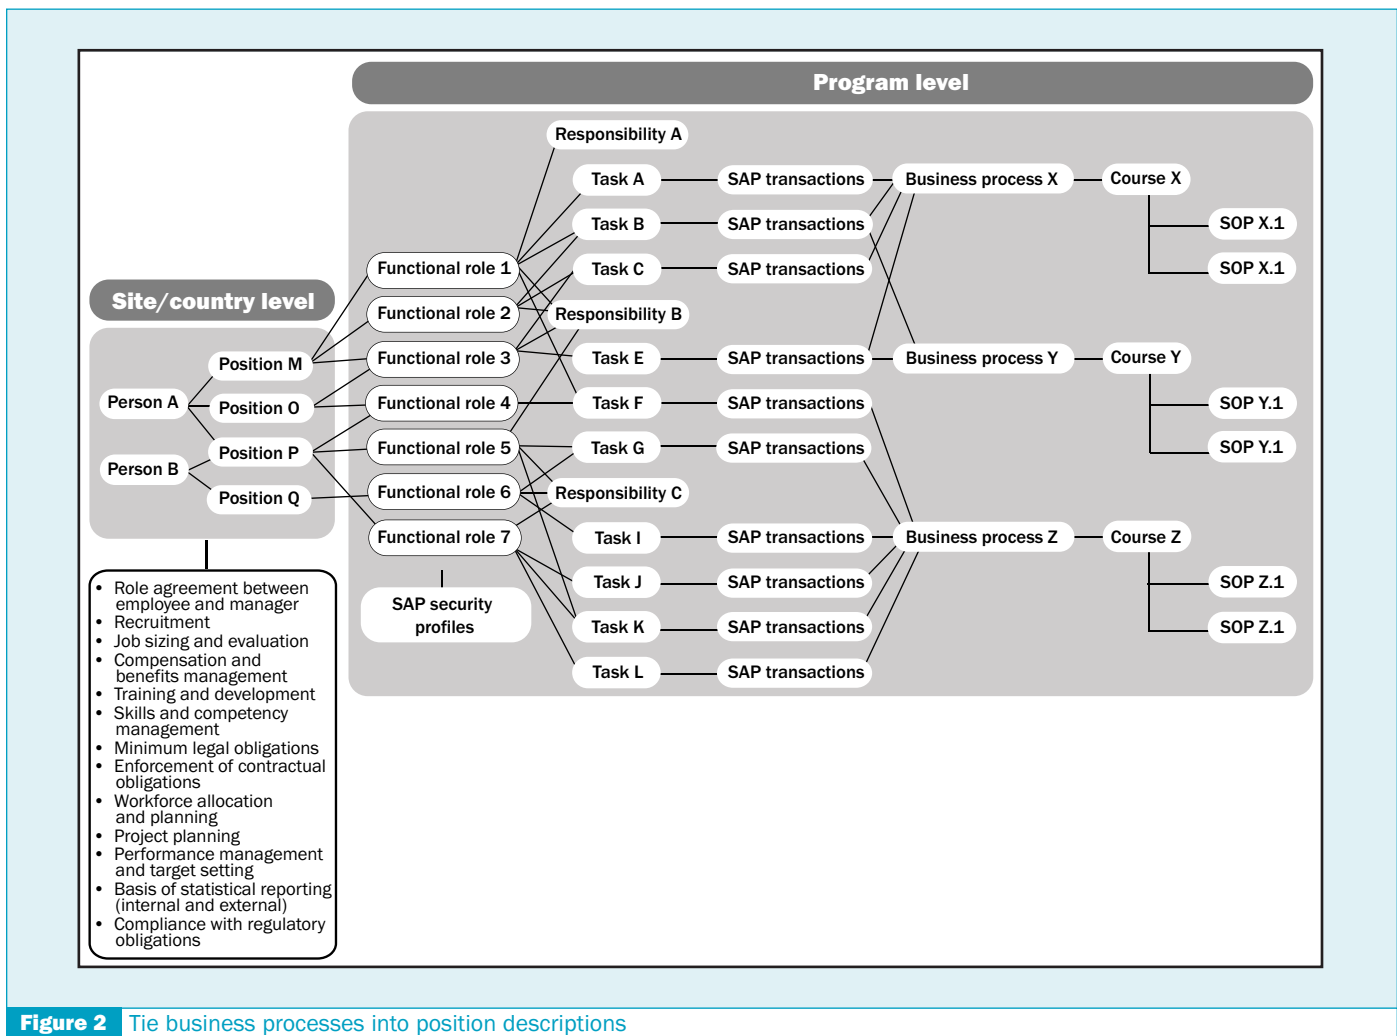 Program level
Responsibility A
Task A
SAP transactions
Business process X
Course X
Task B
SAP transactions
SOP X.1
Functional role 1
Task C
SAP transactions
SOP X.1
Site/country level
Functional role 2
Responsibility B
Position M
Functional role 3
Task E
SAP transactions
Business process Y
Course Y
Person A
Position O
Functional role 4
Task F
SAP transactions
SOP Y.1
Position P
Functional role 5
Task G
SAP transactions
SOP Y.1
Person B
Position Q
Functional role 6
Responsibility C
Functional role 7
Task I
SAP transactions
Business process Z
Course Z
Task J
SAP transactions
SOP Z.1
SAP security
profiles
Task K
SAP transactions
SOP Z.1
Task L
SAP transactions
• Role agreement between
employee and manager
• Recruitment
• Job sizing and evaluation
• Compensation and
benefits management
• Training and development
• Skills and competency
management
• Minimum legal obligations
• Enforcement of contractual
obligations
• Workforce allocation
and planning
• Project planning
• Performance management
and target setting
• Basis of statistical reporting
(internal and external)
• Compliance with regulatory
obligations
Figure 2 Tie business processes into position descriptions